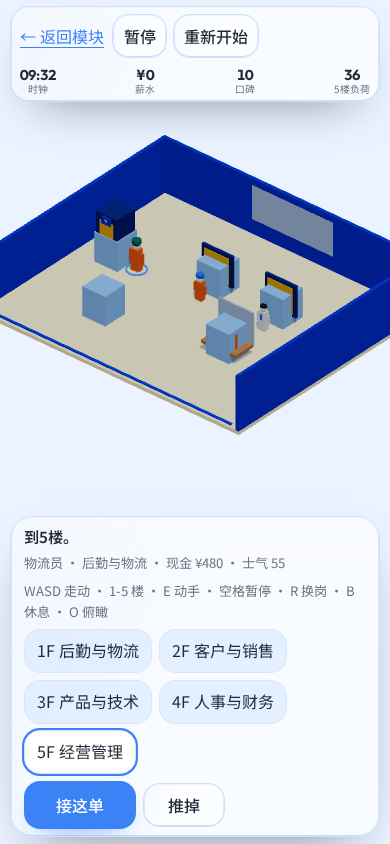 ← 返回模块 暂停 重新开始
09:32 ¥0 10 36
时钟 薪水 口碑 5楼负荷
到5楼。
物流员 • 后勤与物流 • 现金 ¥480 • 士气 55
WASD 走动 • 1-5 楼 • E 动手 • 空格暂停 • R 换岗 • B
休息 • O 俯瞰
1F 后勤与物流 2F 客户与销售
3F 产品与技术 4F 人事与财务
5F 经营管理
接这单 推掉